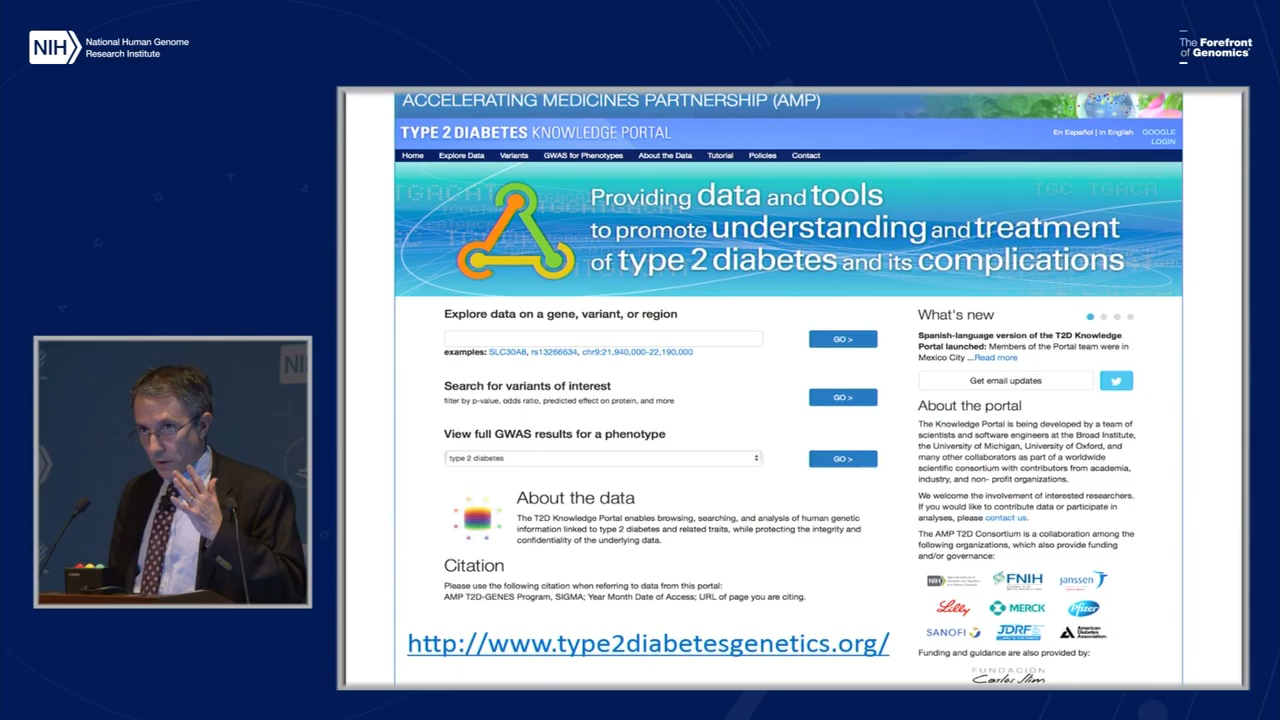 NIH
National Human Genome
Research Institute
The Forefront
of Genomics
ACCELERATING MEDICINES PARTNERSHIP (AMP)
TYPE 2 DIABETES KNOWLEDGE PORTAL
En Español | In English
GOOGLE
LOGIN
Home Explore Data Variants GWAS for Phenotypes About the Data Tutorial Policies Contact
Providing data and tools
to promote understanding and treatment
of type 2 diabetes and its complications
Explore data on a gene, variant, or region
GO >
examples: SLC30A8, rs13266634, chr9:21,940,000-22,190,000
Search for variants of interest
filter by p-value, odds ratio, predicted effect on protein, and more
GO >
View full GWAS results for a phenotype
type 2 diabetes
GO >
About the data
The T2D Knowledge Portal enables browsing, searching, and analysis of human genetic
information linked to type 2 diabetes and related traits, while protecting the integrity and
confidentiality of the underlying data.
Citation
Please use the following citation when referring to data from this portal:
AMP T2D-GENES Program, SIGMA; Year Month Date of Access; URL of page you are citing.
http://www.type2diabetesgenetics.org/
What's new
Spanish-language version of the T2D Knowledge
Portal launched: Members of the Portal team were in
Mexico City ...Read more
Get email updates
About the portal
The Knowledge Portal is being developed by a team of
scientists and software engineers at the Broad Institute,
the University of Michigan, University of Oxford, and
many other collaborators as part of a worldwide
scientific consortium with contributors from academia,
industry, and non- profit organizations.
We welcome the involvement of interested researchers.
If you would like to contribute data or participate in
analyses, please contact us.
The AMP T2D Consortium is a collaboration among the
following organizations, which also provide funding
and/or governance:
NIH
FNIH
janssen
Lilly
MERCK
Pfizer
SANOFI
JDRF
American
Diabetes
Association.
Funding and guidance are also provided by:
FUNDACIÓN
Carlos Slim
NI